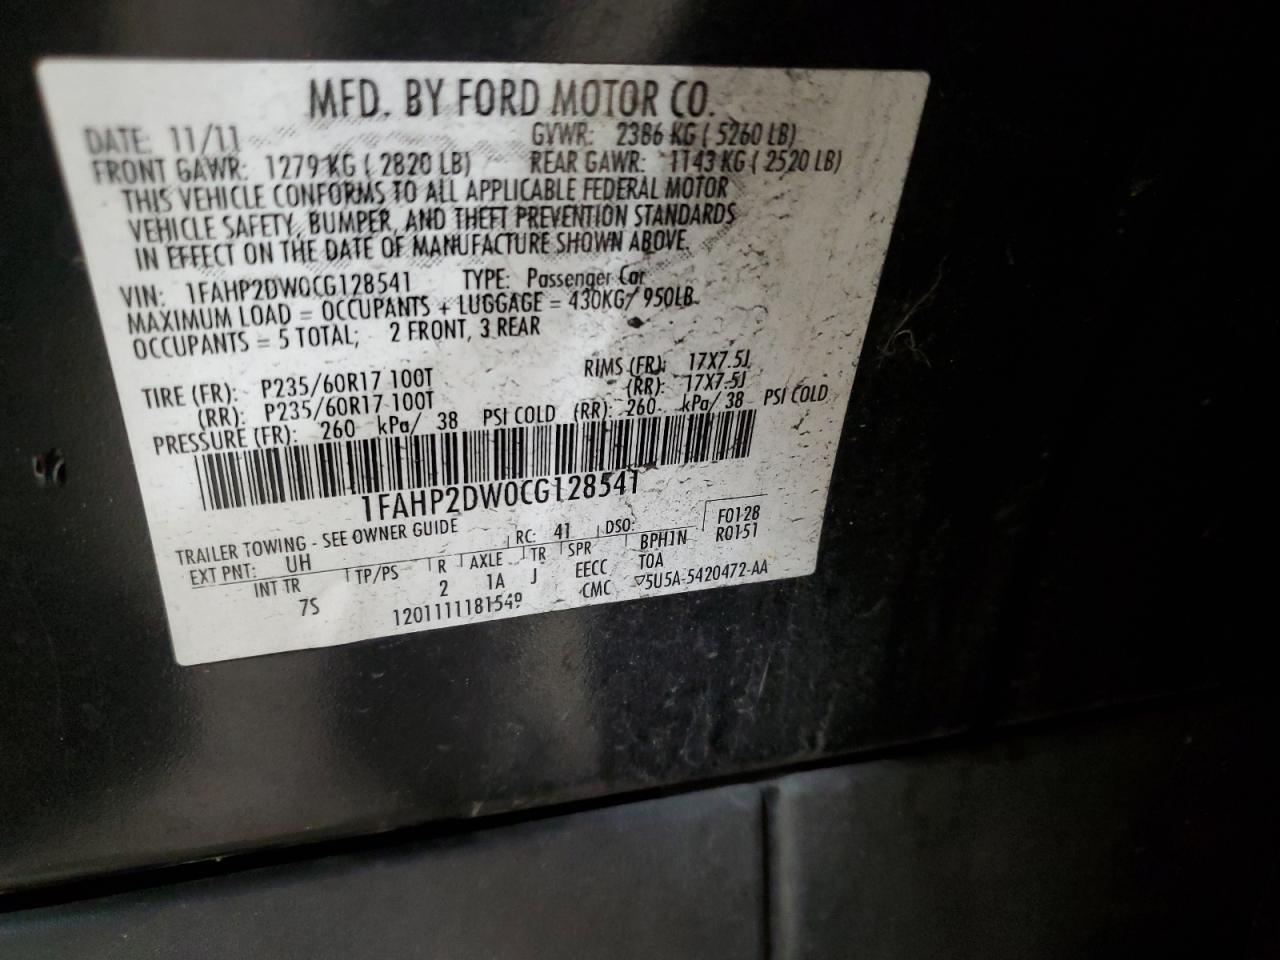 MFD. BY FORD MOTOR CO.
DATE: 11/11 GVWR: 2386 KG ( 5260 LB)
FRONT GAWR: 1279 KG ( 2820 LB) REAR GAWR: 1143 KG ( 2520 LB)
THIS VEHICLE CONFORMS TO ALL APPLICABLE FEDERAL MOTOR
VEHICLE SAFETY, BUMPER, AND THEFT PREVENTION STANDARDS
IN EFFECT ON THE DATE OF MANUFACTURE SHOWN ABOVE.
VIN: 1FAHP2DW0CG128541 TYPE: Passenger Car
MAXIMUM LOAD = OCCUPANTS + LUGGAGE = 430KG/ 950LB
OCCUPANTS = 5 TOTAL; 2 FRONT, 3 REAR
TIRE (FR): P235/60R17 100T RIMS (FR): 17X7.5J
(RR): P235/60R17 100T (RR): 17X7.5J
PRESSURE (FR): 260 kPa/ 38 PSI COLD (RR): 260 kPa/ 38 PSI COLD
1FAHP2DW0CG128541
TRAILER TOWING - SEE OWNER GUIDE F0128
EXT PNT: UH RC: 41 DSO: R0151
INT TR TP/PS R AXLE TR SPR BPH1N
7S 2 1A J EECC TOA
1201111181549 CMC ▽5U5A-5420472-AA